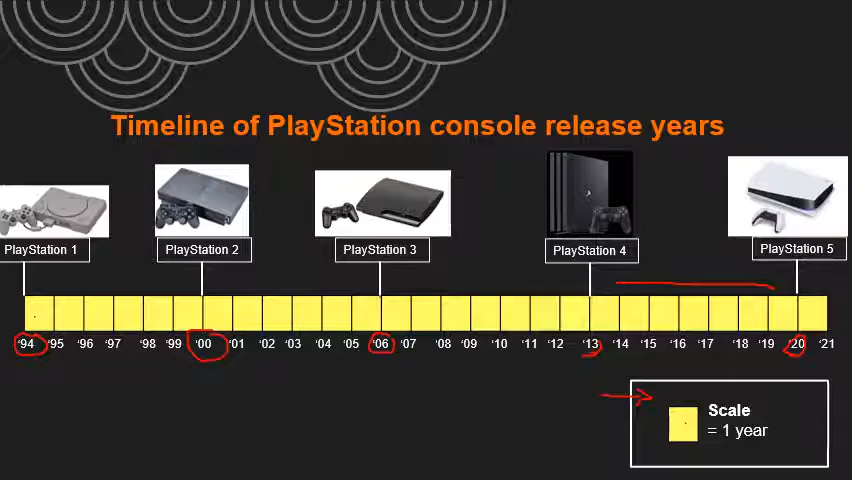 Timeline of PlayStation console release years
PlayStation 1
PlayStation 2
PlayStation 3
PlayStation 4
PlayStation 5
‘94 ‘95 ‘96 ‘97 ‘98 ‘99 ‘00 ‘01 ‘02 ‘03 ‘04 ‘05 ‘06 ‘07 ‘08 ‘09 ‘10 ‘11 ‘12 ‘13 ‘14 ‘15 ‘16 ‘17 ‘18 ‘19 ‘20 ‘21
Scale
= 1 year